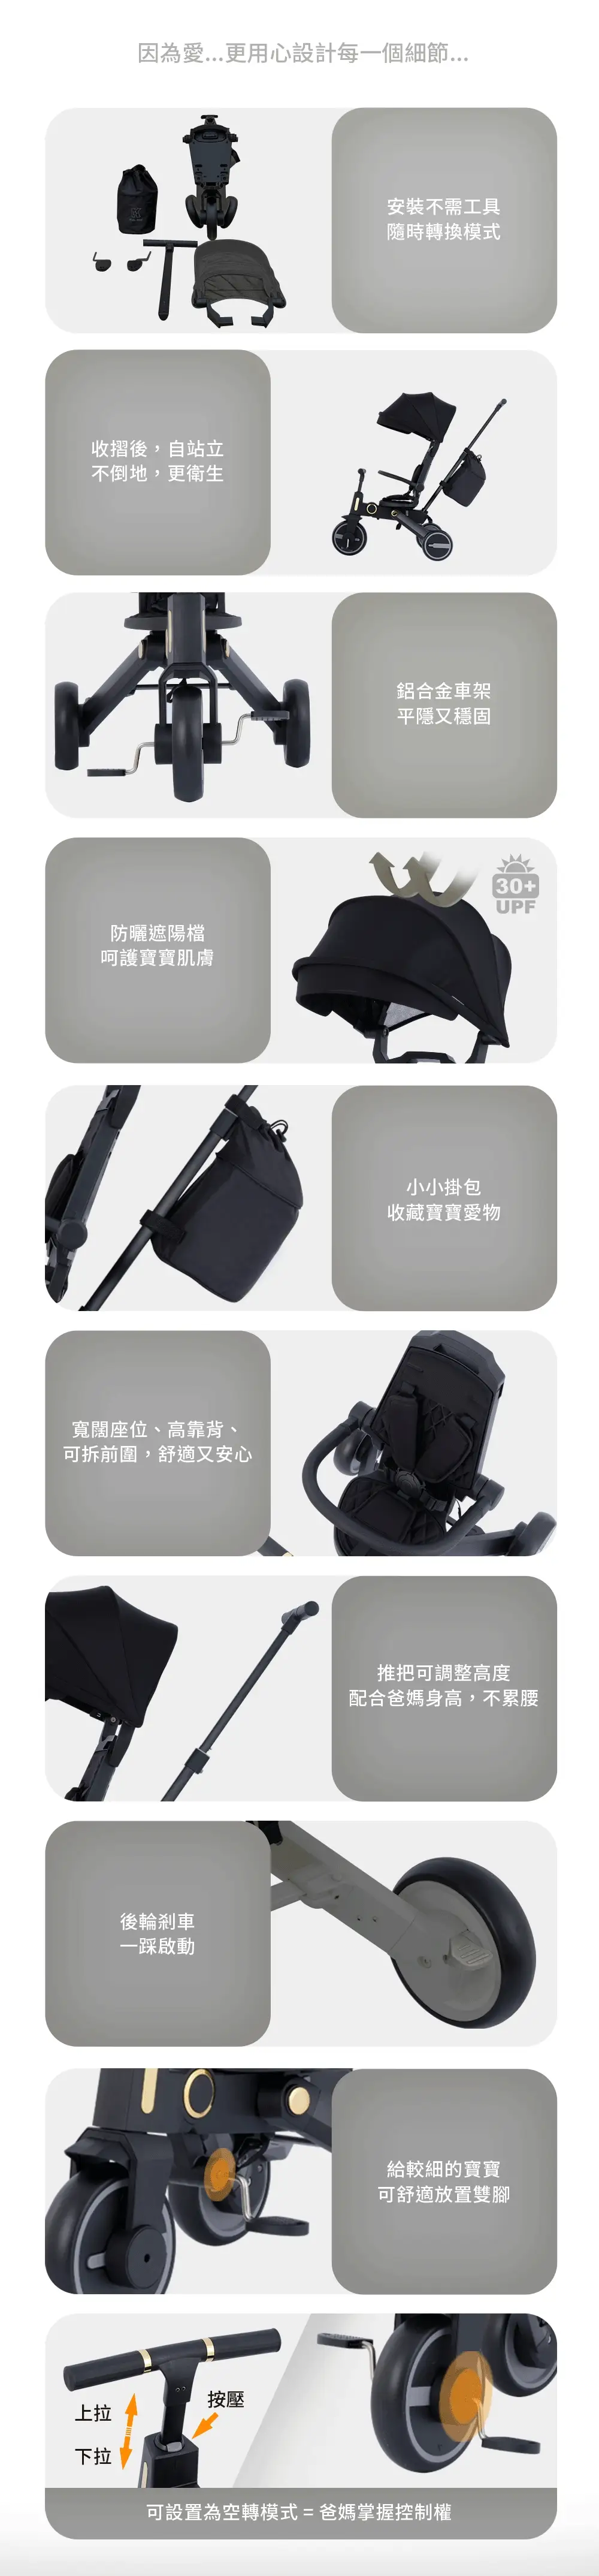 因為愛...更用心設計每一個細節...
安裝不需工具
隨時轉換模式
收摺後，自站立
不倒地，更衛生
鋁合金車架
平隱又穩固
30+
UPF
防曬遮陽檔
呵護寶寶肌膚
小小掛包
收藏寶寶愛物
寬闊座位、高靠背、
可拆前圍，舒適又安心
推把可調整高度
配合爸媽身高，不累腰
後輪剎車
一踩啟動
給較細的寶寶
可舒適放置雙腳
上拉
按壓
下拉
可設置為空轉模式 = 爸媽掌握控制權